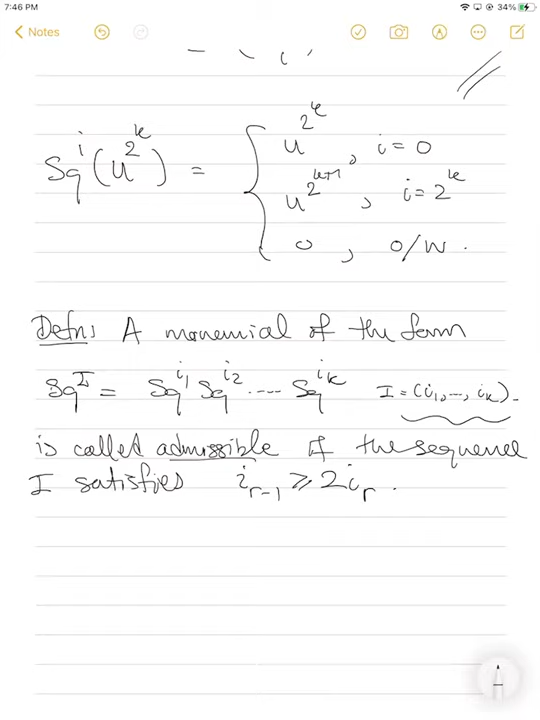 7:46 PM 34%
Notes
Sq^i(u^{2^k}) = { u^{2^k}, i = 0
u^{2^{k+1}}, i = 2^k
0, o/w.
Defn: A monomial of the form
Sq^I = Sq^{i_1} Sq^{i_2} ---- Sq^{i_k} I = (i_1, --, i_k)-
is called admissible if the sequence
I satisfies i_{r-1} ≥ 2i_r.